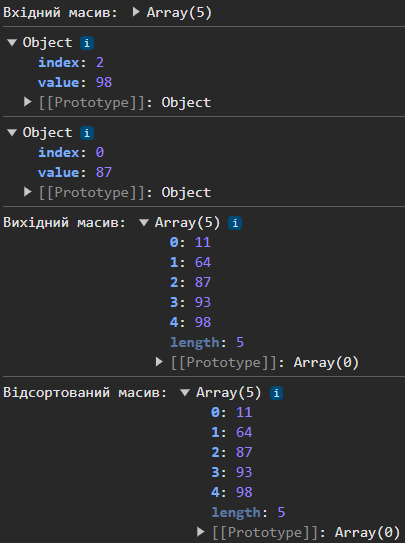 Вхідний масив: ▶ Array(5)
▼ Object i
index: 2
value: 98
▶ [[Prototype]]: Object
▼ Object i
index: 0
value: 87
▶ [[Prototype]]: Object
Вихідний масив: ▼ Array(5) i
0: 11
1: 64
2: 87
3: 93
4: 98
length: 5
▶ [[Prototype]]: Array(0)
Відсортований масив: ▼ Array(5) i
0: 11
1: 64
2: 87
3: 93
4: 98
length: 5
▶ [[Prototype]]: Array(0)